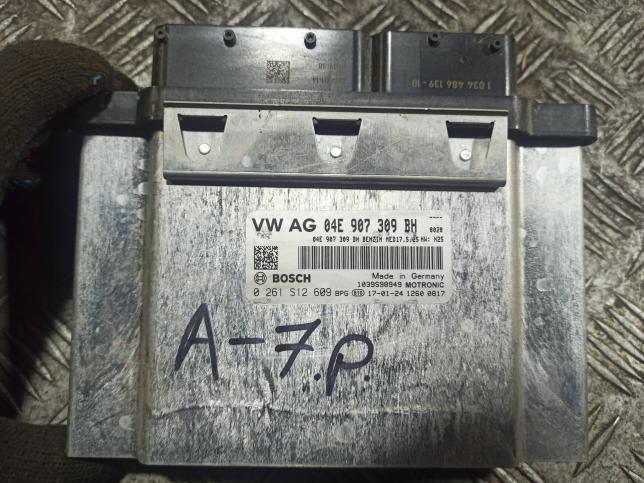 1 034 486 139-10
VW AG 04E 907 309 BH
04E 907 309 BH BENZIN MED17.5.25 HW: H25
0020
BOSCH
Made in Germany
1039S98949 MOTRONIC
0 261 S12 609 BPG 17-01-24 1260 0817
A-7.p.